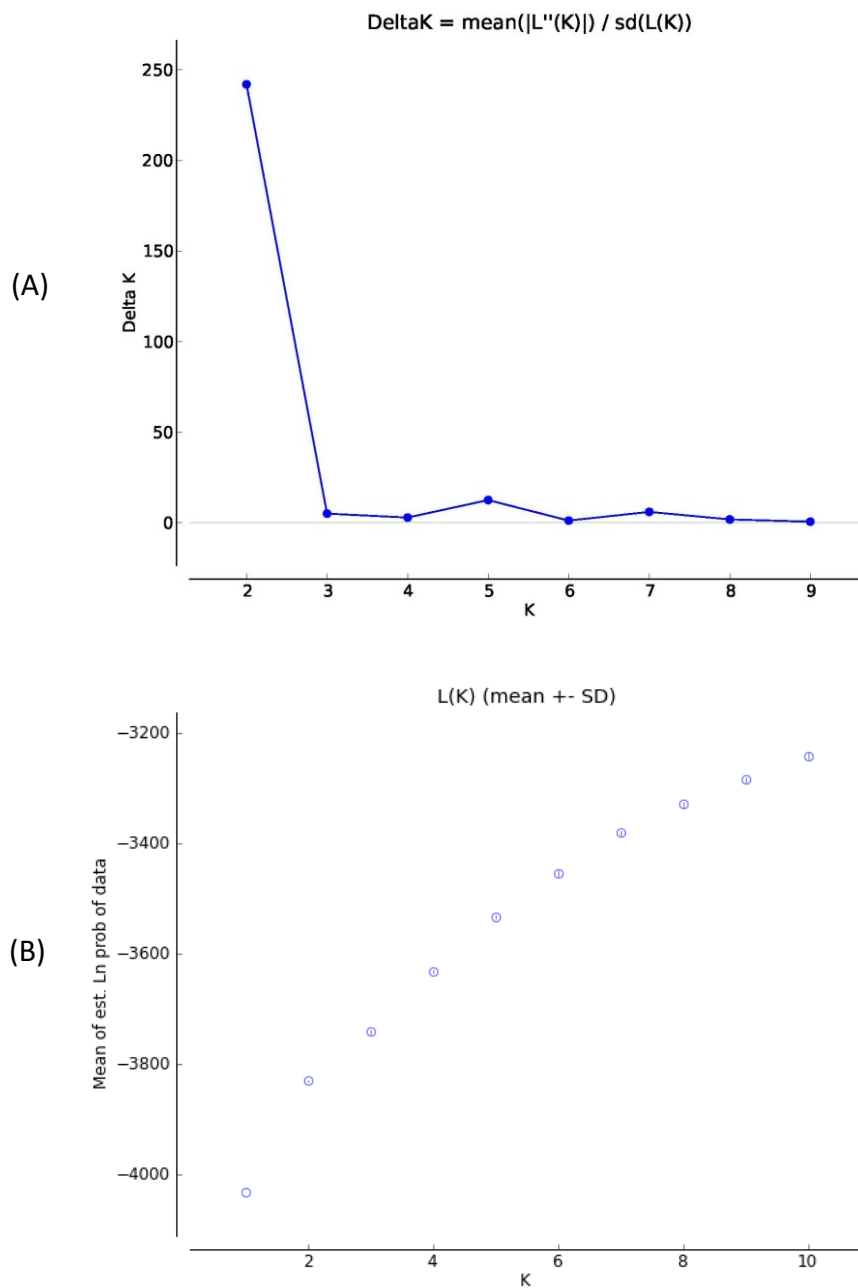 DeltaK = mean(|L"(K)|) / sd(L(K))
250
200
150
100
50
0
Delta K
(A)
2 3 4 5 6 7 8 9
K
L(K) (mean +- SD)
−3200
−3400
−3600
−3800
−4000
Mean of est. Ln prob of data
(B)
2 4 6 8 10
K